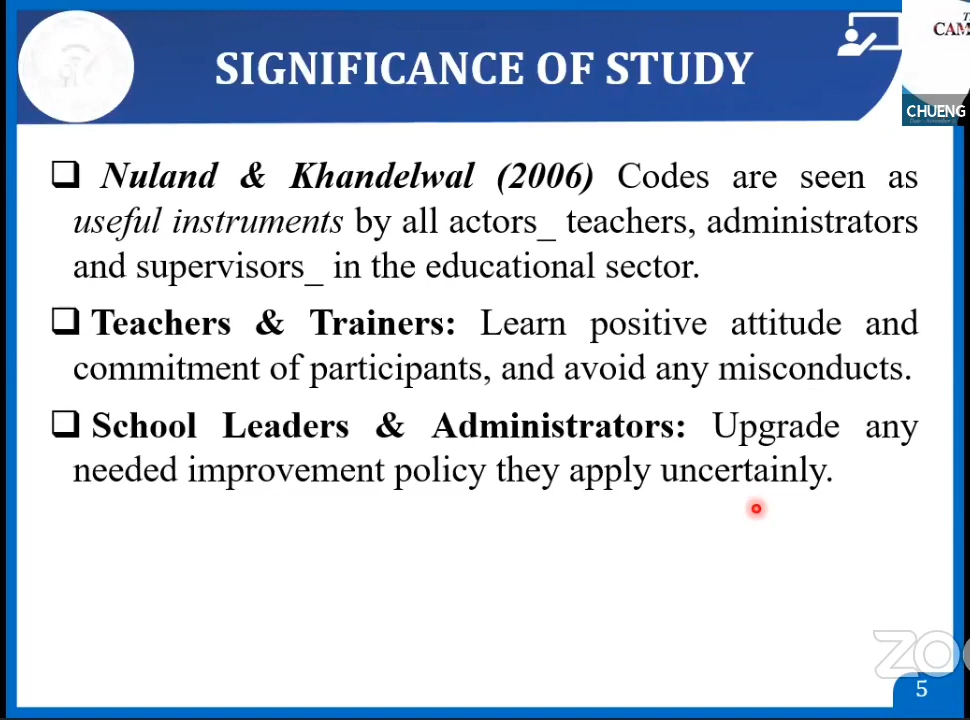 SIGNIFICANCE OF STUDY
CHUENG
❑ Nuland & Khandelwal (2006) Codes are seen as
useful instruments by all actors_ teachers, administrators
and supervisors_ in the educational sector.
❑ Teachers & Trainers: Learn positive attitude and
commitment of participants, and avoid any misconducts.
❑ School Leaders & Administrators: Upgrade any
needed improvement policy they apply uncertainly.
5